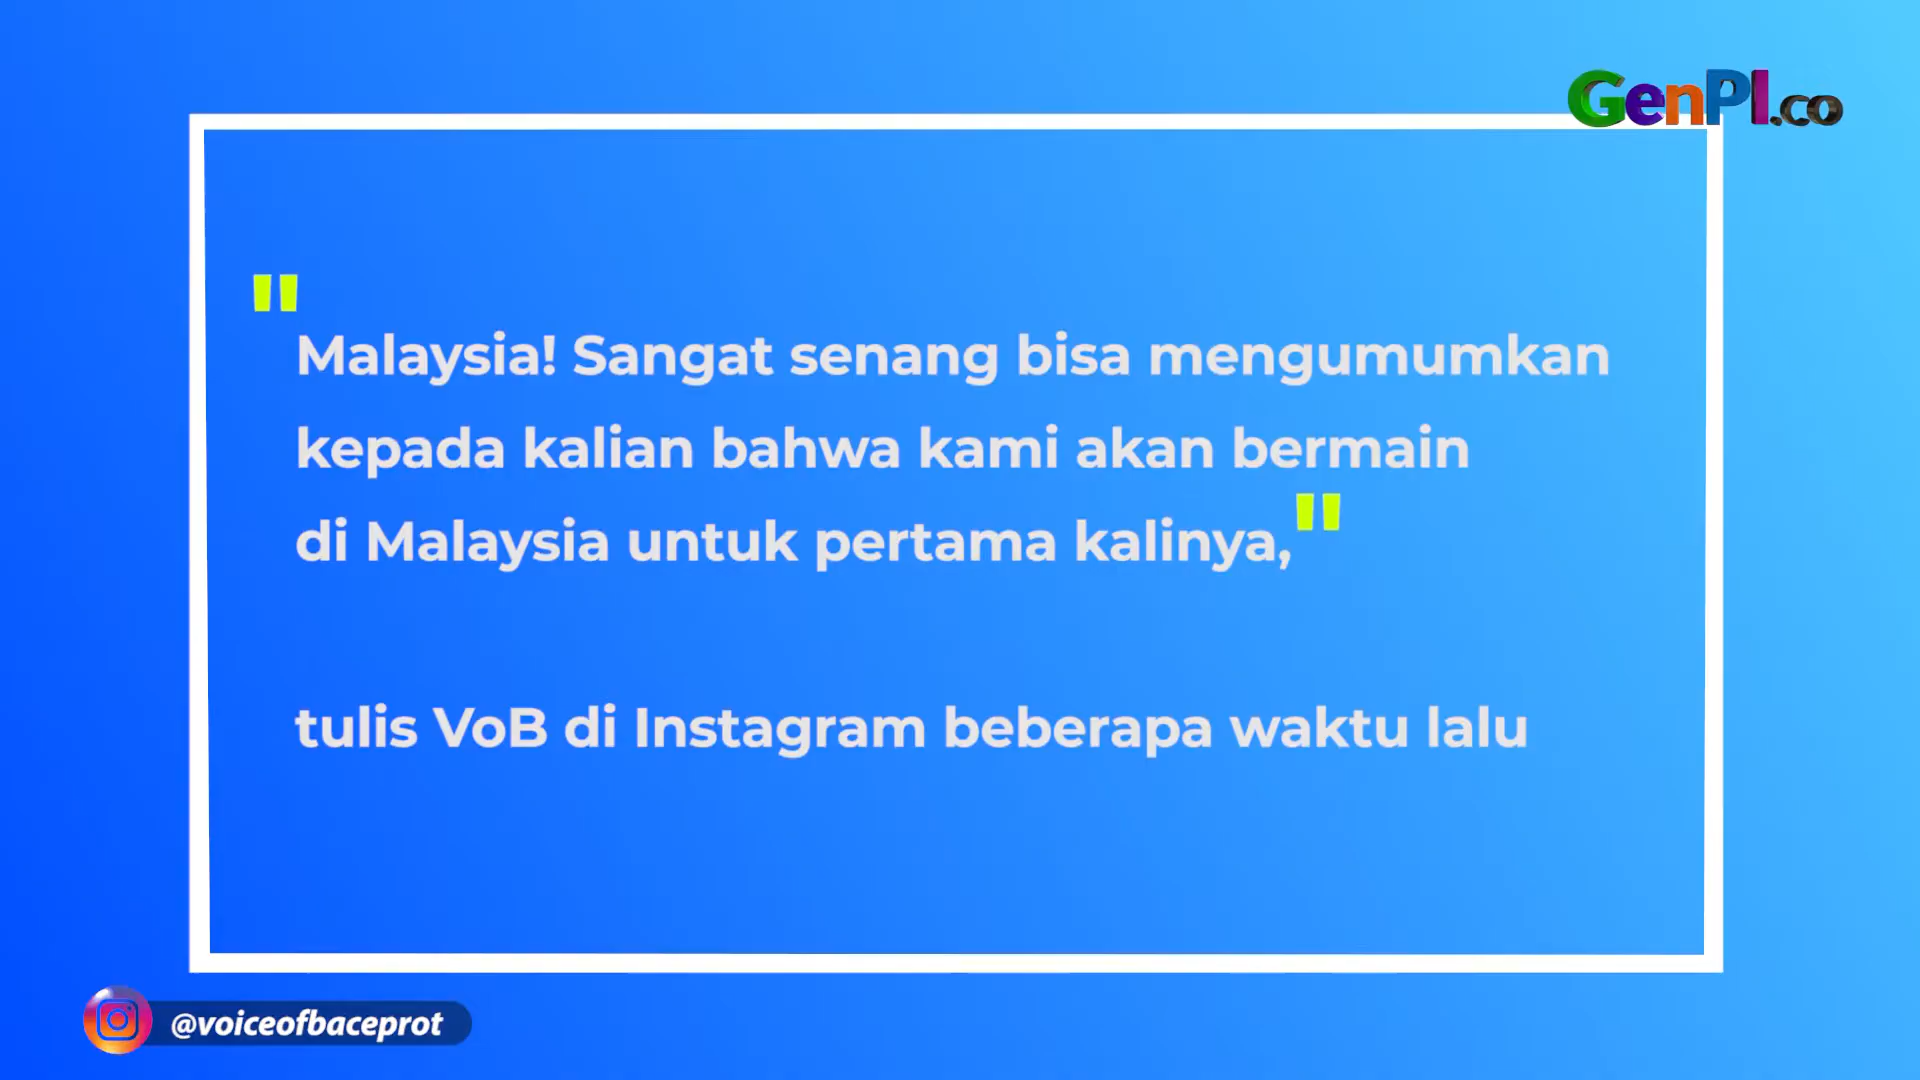 GenPI.co
"Malaysia! Sangat senang bisa mengumumkan
kepada kalian bahwa kami akan bermain
di Malaysia untuk pertama kalinya,"
tulis VoB di Instagram beberapa waktu lalu
@voiceofbaceprot